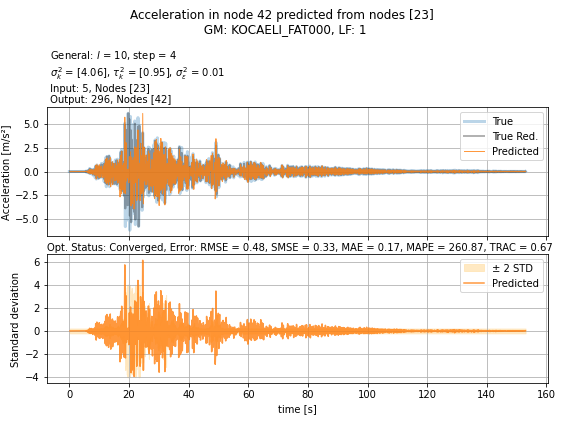 Acceleration in node 42 predicted from nodes [23]
GM: KOCAELI_FAT000, LF: 1
General: l = 10, step = 4
σ²ₖ = [4.06], τ²ₖ = [0.95], σ²ε = 0.01
Input: 5, Nodes [23]
Output: 296, Nodes [42]
Acceleration [m/s²]
5.0
2.5
0.0
−2.5
−5.0
True
True Red.
Predicted
Opt. Status: Converged, Error: RMSE = 0.48, SMSE = 0.33, MAE = 0.17, MAPE = 260.87, TRAC = 0.67
Standard deviation
6
4
2
0
−2
−4
± 2 STD
Predicted
0 20 40 60 80 100 120 140 160
time [s]